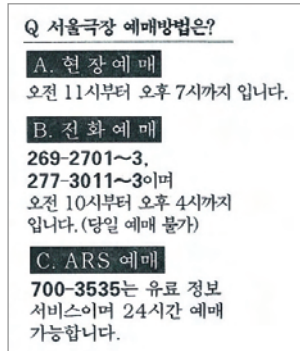 Q 서울극장 예매방법은?
A. 현장예매
오전 11시부터 오후 7시까지 입니다.
B. 전화예매
269-2701~3,
277-3011~3이며
오전 10시부터 오후 4시까지
입니다.(당일 예매 불가)
C. ARS 예매
700-3535는 유료 정보
서비스이며 24시간 예매
가능합니다.